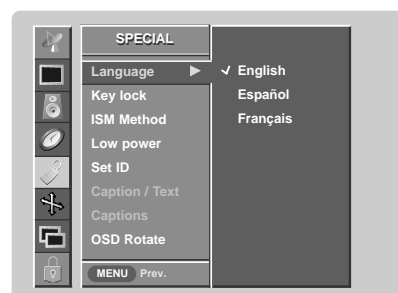 SPECIAL
Language ▶ ✓ English
Key lock Español
ISM Method Français
Low power
Set ID
Caption / Text
Captions
OSD Rotate
MENU Prev.